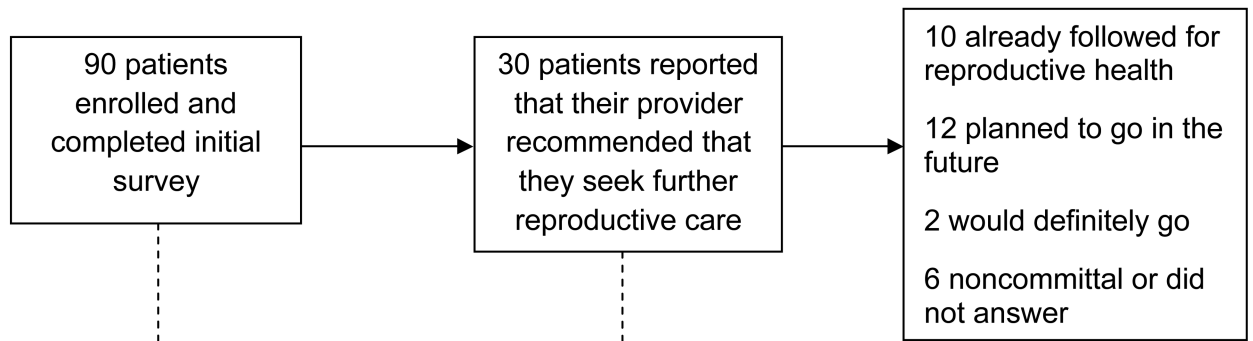 90 patients
enrolled and
completed initial
survey
30 patients reported
that their provider
recommended that
they seek further
reproductive care
10 already followed for
reproductive health
12 planned to go in the
future
2 would definitely go
6 noncommittal or did
not answer